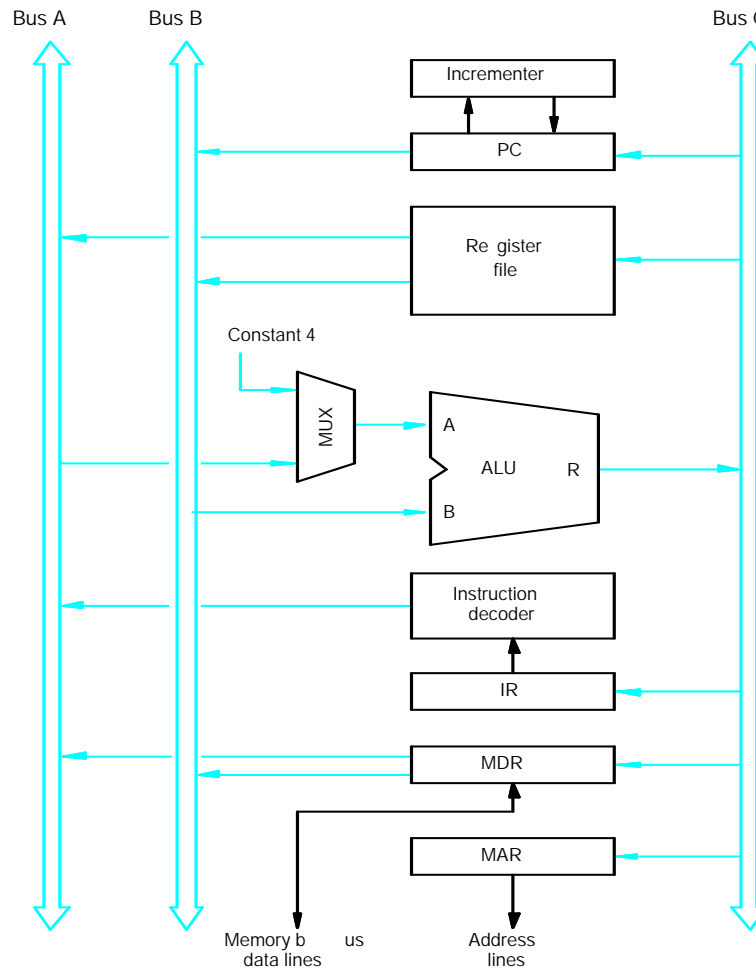 Bus A
Bus B
Bus C
Incrementer
PC
Re gister
file
Constant 4
MUX
A
ALU
R
B
Instruction
decoder
IR
MDR
MAR
Memory b us
data lines
Address
lines